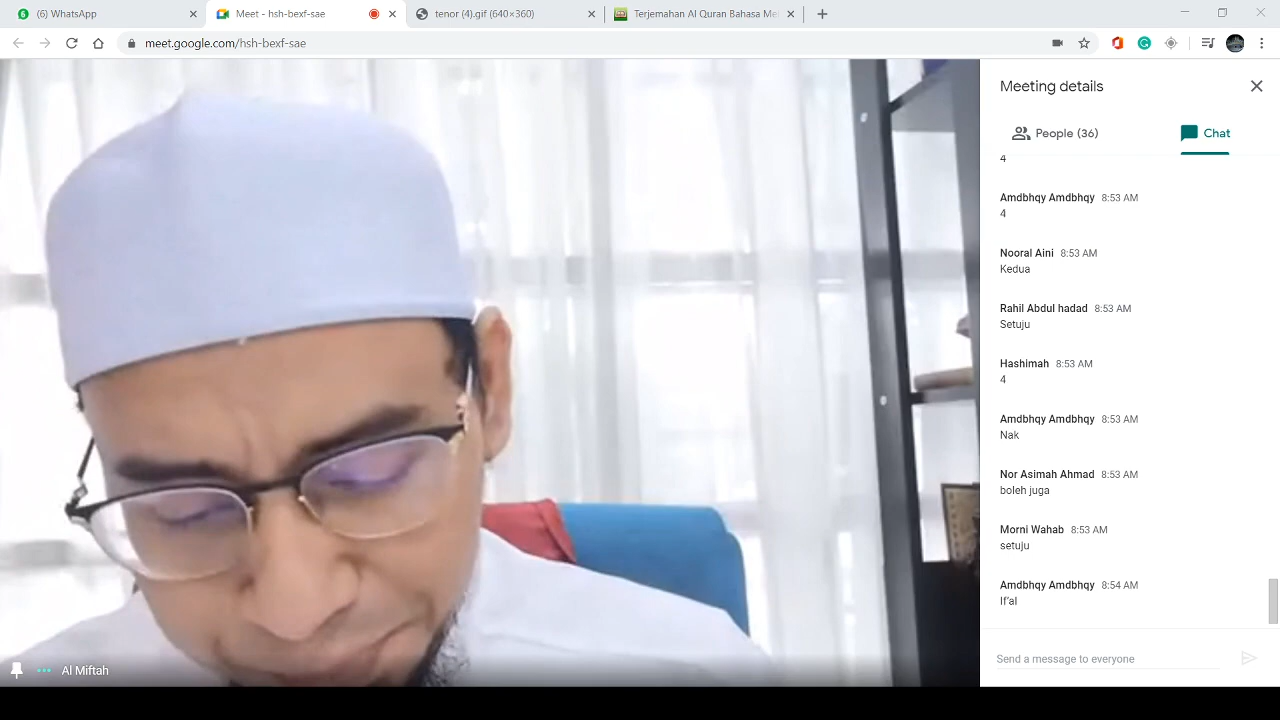 (6) WhatsApp
Meet - hsh-bexf-sae
tenor (4).gif (640×360)
Terjemahan Al Quran Bahasa Me
meet.google.com/hsh-bexf-sae
Meeting details
People (36)
Chat
4
Amdbhqy Amdbhqy 8:53 AM
4
Nooral Aini 8:53 AM
Kedua
Rahil Abdul hadad 8:53 AM
Setuju
Hashimah 8:53 AM
4
Amdbhqy Amdbhqy 8:53 AM
Nak
Nor Asimah Ahmad 8:53 AM
boleh juga
Morni Wahab 8:53 AM
setuju
Amdbhqy Amdbhqy 8:54 AM
If'al
Send a message to everyone
Al Miftah